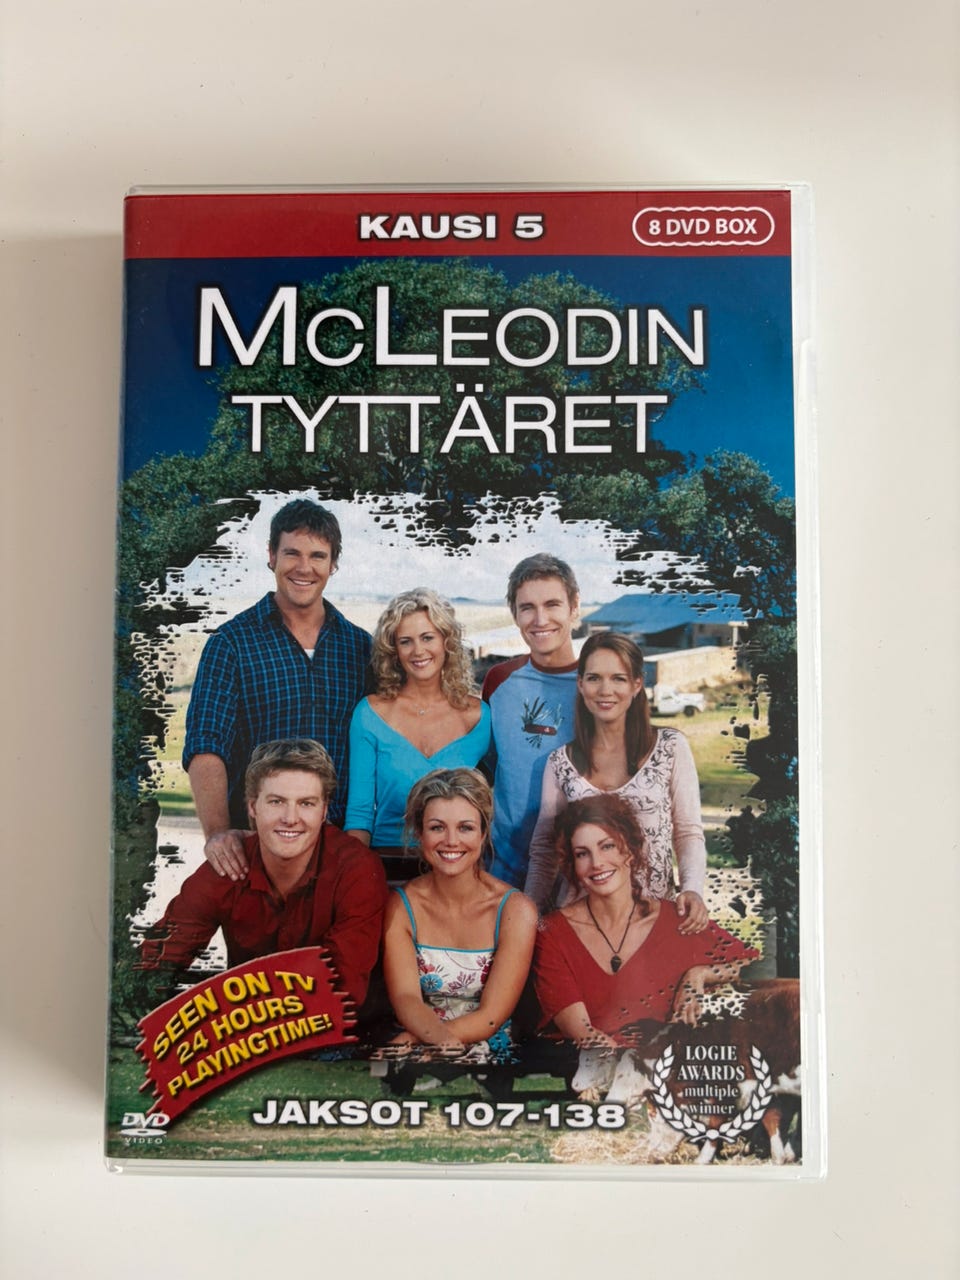 KAUSI 5
8 DVD BOX
McLEODIN
TYTTÄRET
SEEN ON TV
24 HOURS
PLAYINGTIME!
LOGIE
AWARDS
multiple
winner
JAKSOT 107-138
DVD
VIDEO